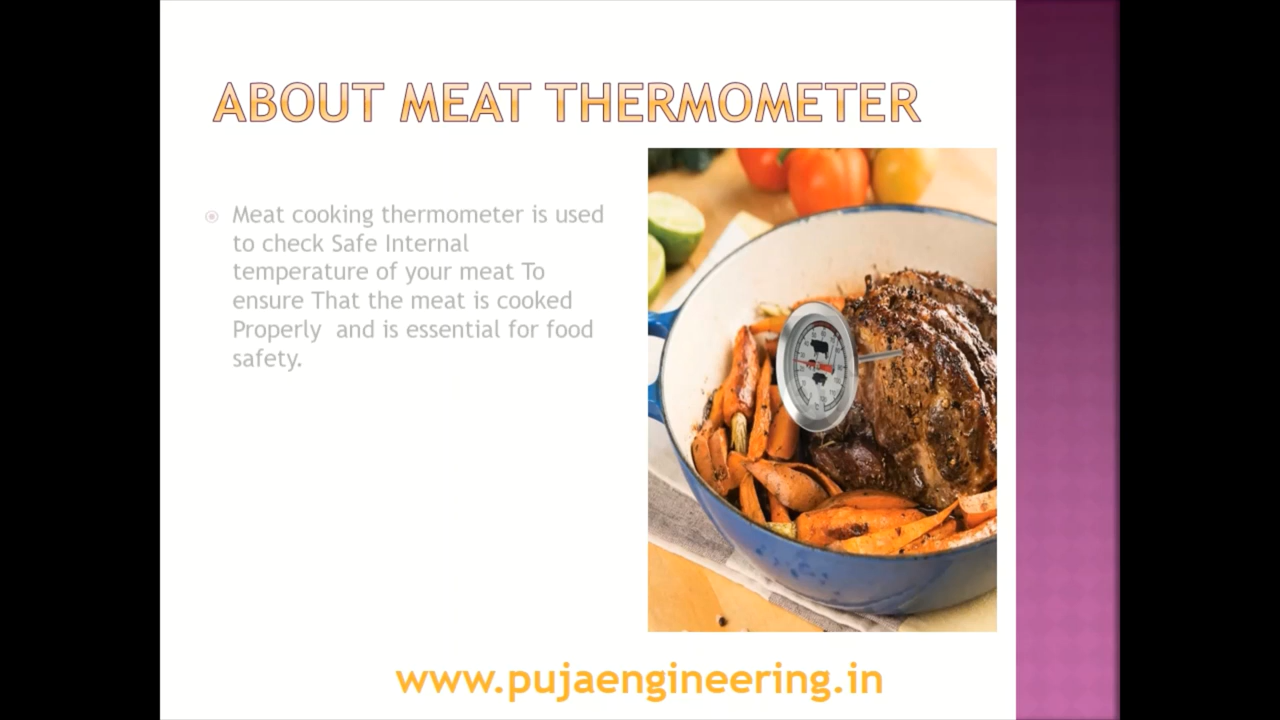 ABOUT MEAT THERMOMETER
Meat cooking thermometer is used
to check Safe Internal
temperature of your meat To
ensure That the meat is cooked
Properly  and is essential for food
safety.
www.pujaengineering.in